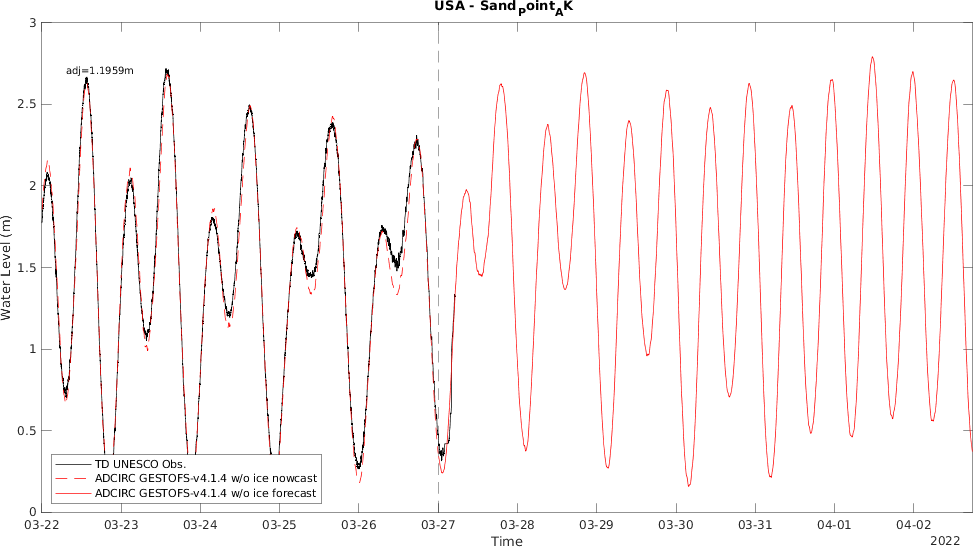 USA - Sand PointAK
adj=1.1959m
3
2.5
2
1.5
1
0.5
0
Water Level (m)
TD UNESCO Obs.
ADCIRC GESTOFS-v4.1.4 w/o ice nowcast
ADCIRC GESTOFS-v4.1.4 w/o ice forecast
03-22 03-23 03-24 03-25 03-26 03-27 03-28 03-29 03-30 03-31 04-01 04-02
Time
2022